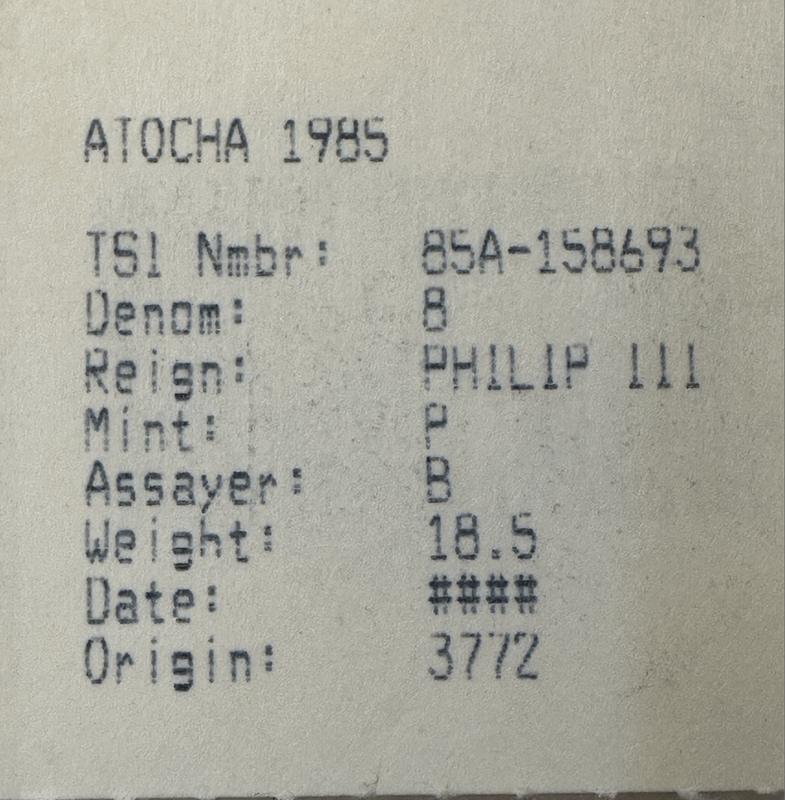 ATOCHA 1985
TSI Nmbr: 85A-158693
Denom: 8
Reign: PHILIP III
Mint: P
Assayer: B
Weight: 18.5
Date: ####
Origin: 3772